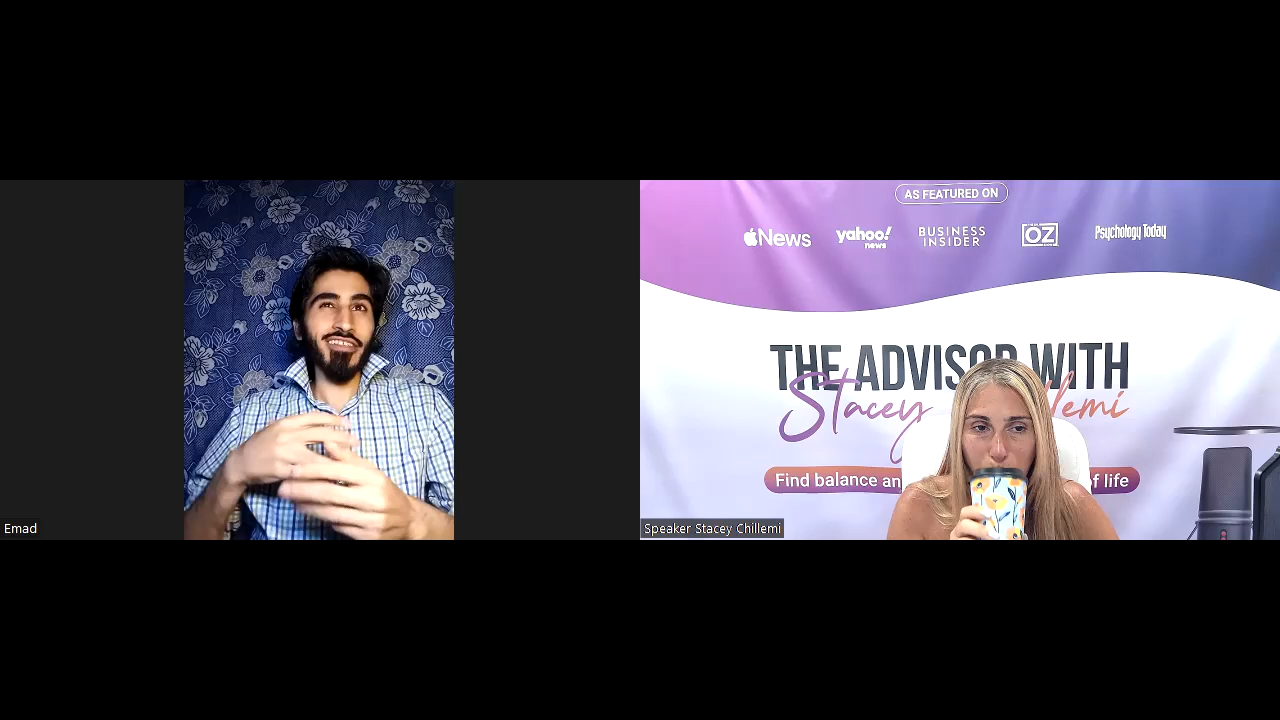 AS FEATURED ON
News
yahoo!
news
BUSINESS
INSIDER
OZ
Psychology Today
THE ADVISOR WITH
Stacey lemi
Find balance an f life
Emad
Speaker Stacey Chillemi